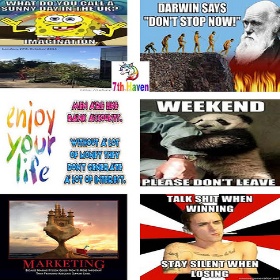 WHAT DO YOU CALL A
SUNNY DAY IN THE UK?
IMAGINATION
DARWIN SAYS
"DON'T STOP NOW!"
7th Haven
enjoy
your
life
MEN ARE LIKE
BANK ACCOUNTS.
WITHOUT A LOT
OF MONEY THEY
DON'T GENERATE
A LOT OF INTEREST.
WEEKEND
PLEASE DON'T LEAVE
MARKETING
TALK SHIT WHEN
WINNING
STAY SILENT WHEN
LOSING